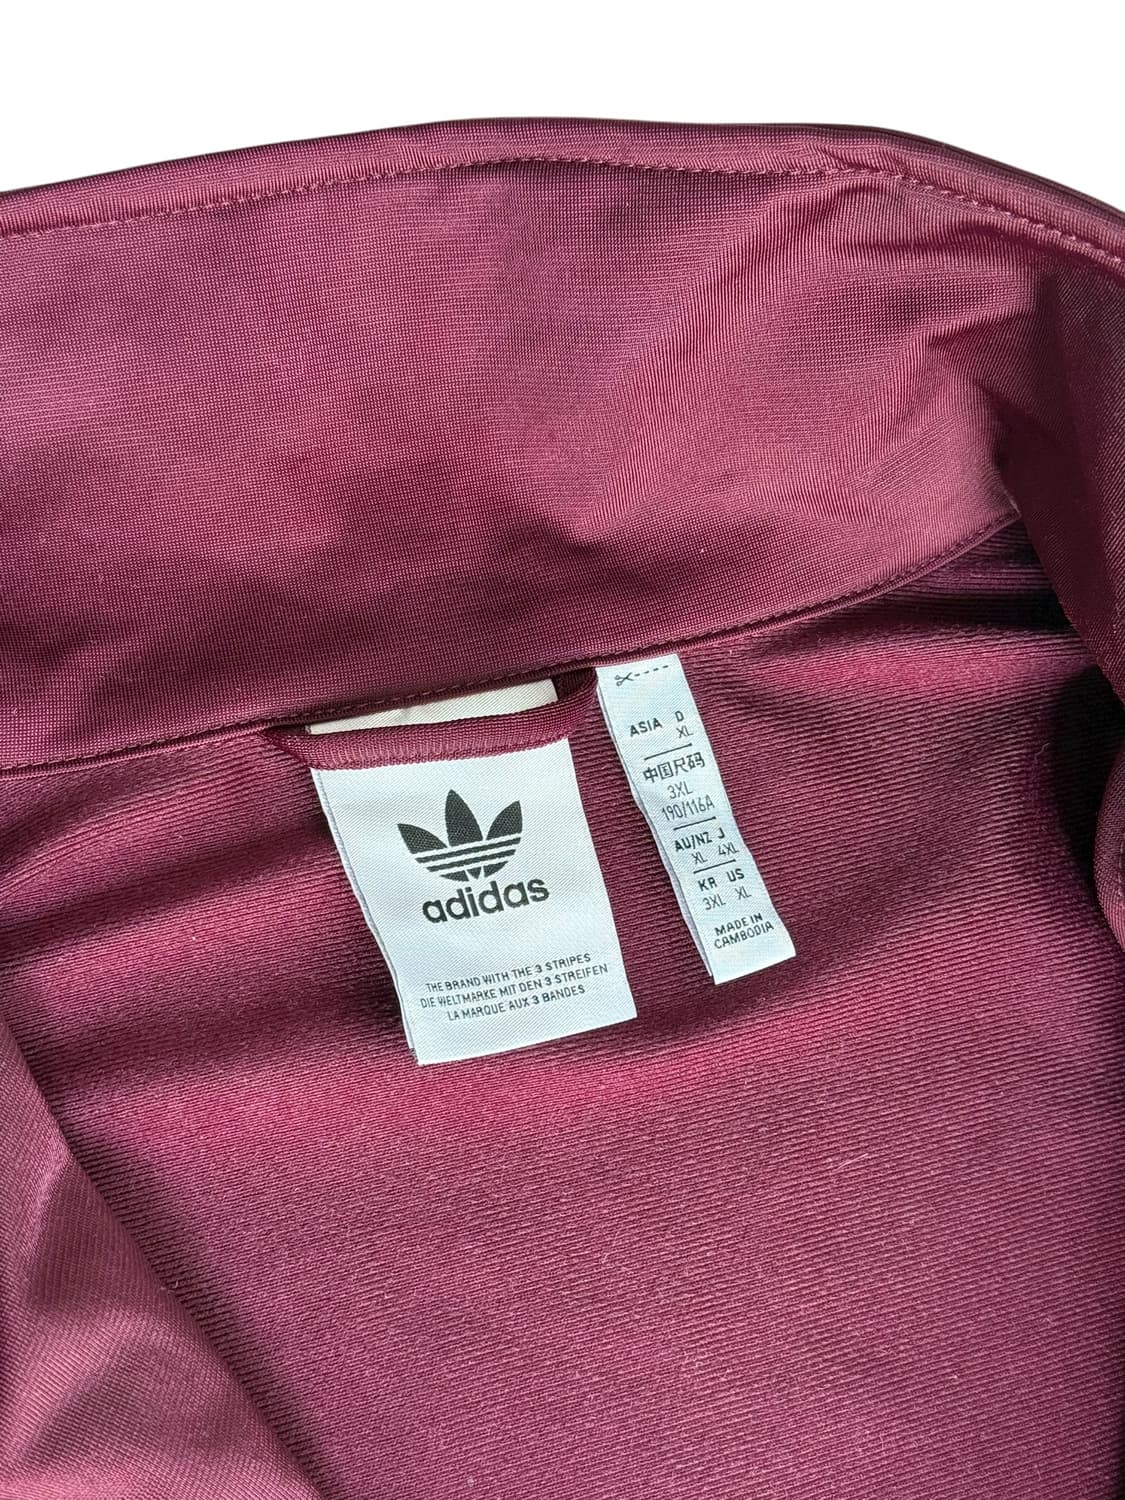 adidas
THE BRAND WITH THE 3 STRIPES
DIE WELTMARKE MIT DEN 3 STREIFEN
LA MARQUE AUX 3 BANDES
ASIA D
XL
中国尺码
3XL
190/116A
AU/NZ J
XL 4XL
KR US
3XL XL
MADE IN
CAMBODIA